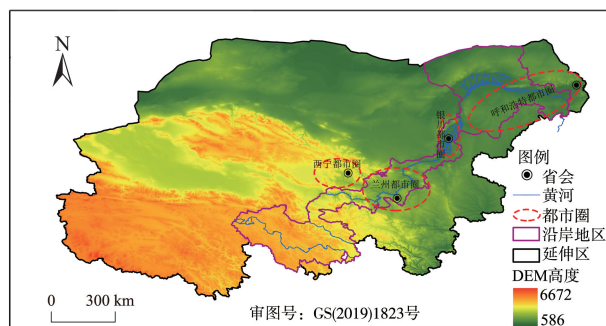 N
呼和浩特都市圈
银川都市圈
西宁都市圈
兰州都市圈
图例
省会
黄河
都市圈
沿岸地区
延伸区
DEM高度
6672
586
0 300 km
审图号：GS(2019)1823号